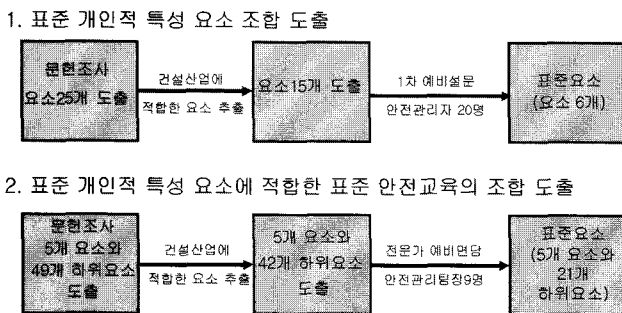 1. 표준 개인적 특성 요소 조합 도출
문헌조사
요소25개 도출
건설산업에
적합한 요소 추출
요소15개 도출
1차 예비설문
안전관리자 20명
표준요소
(요소 6개)
2. 표준 개인적 특성 요소에 적합한 표준 안전교육의 조합 도출
문헌조사
5개 요소와
49개 하위요소
도출
건설산업에
적합한 요소 추출
5개 요소와
42개 하위요소
도출
전문가 예비면담
안전관리팀장9명
표준요소
(5개 요소와
21개
하위요소)